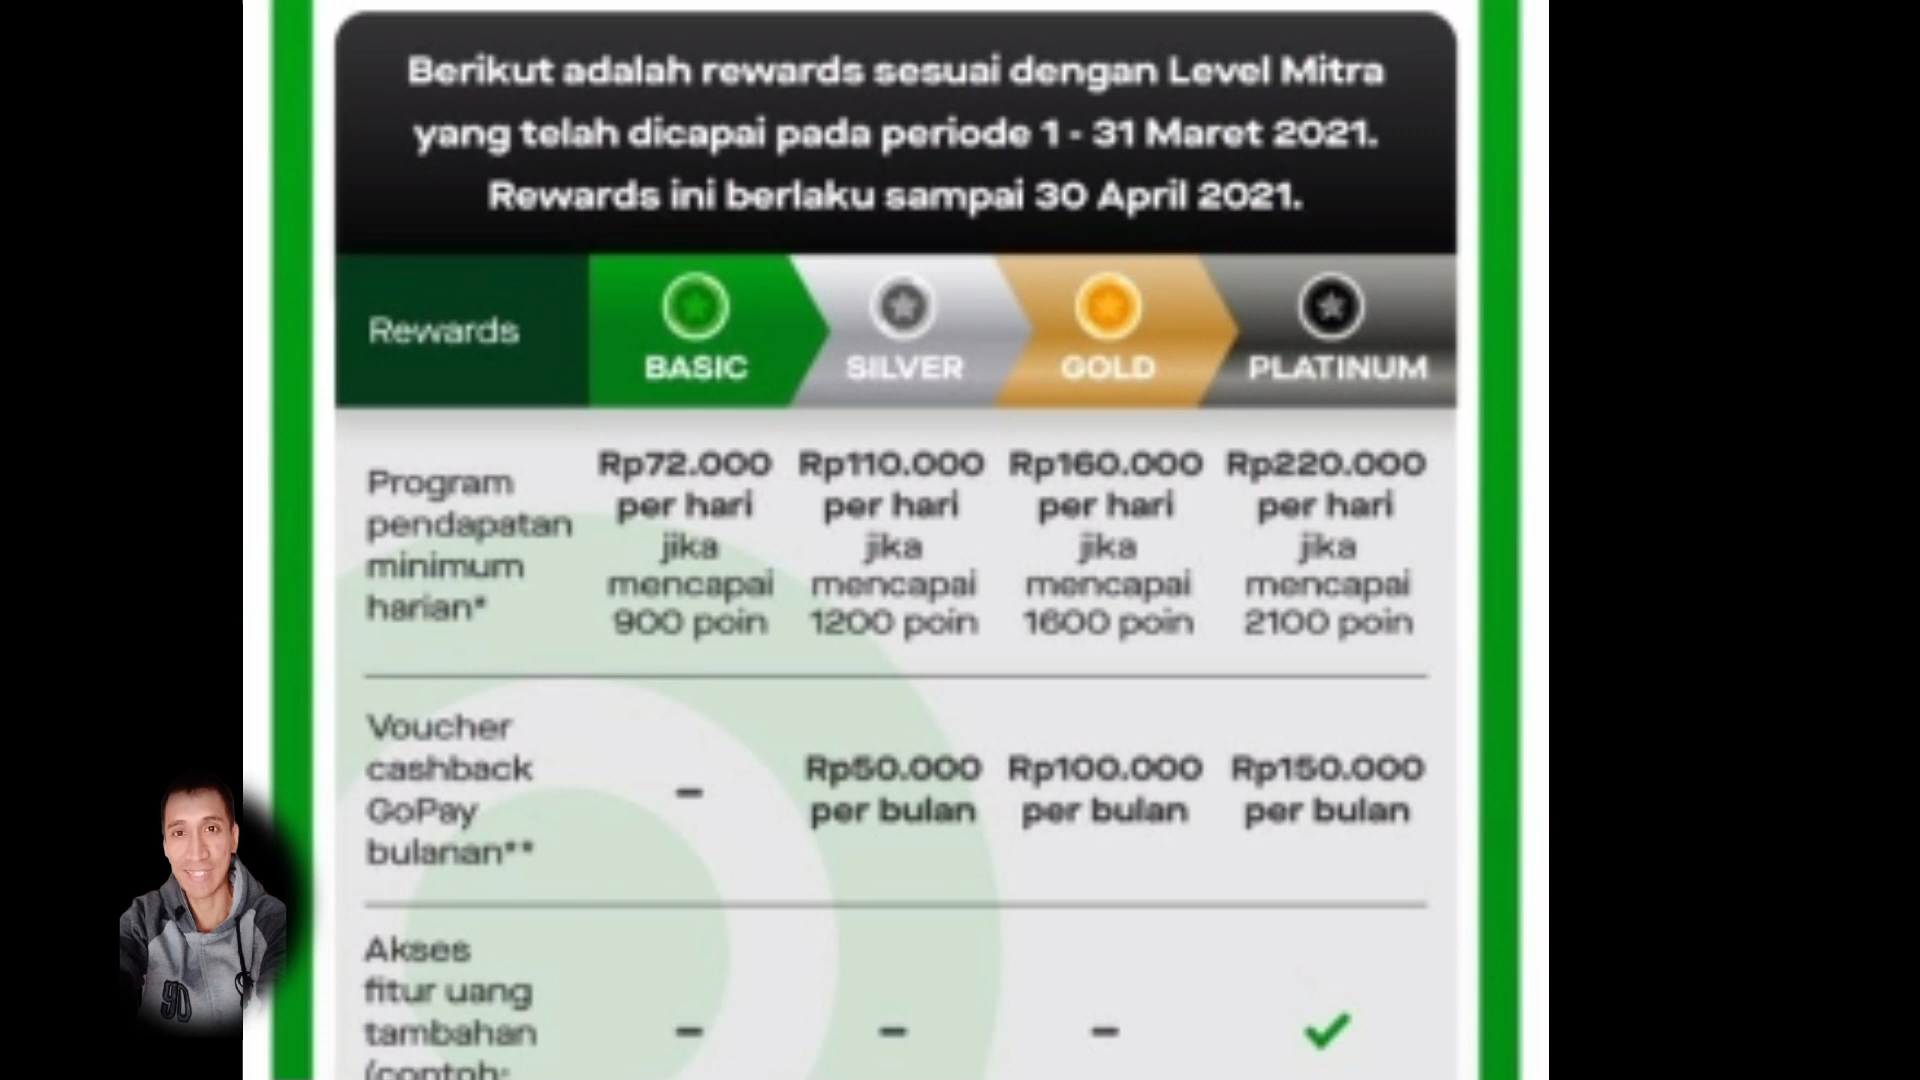 Berikut adalah rewards sesuai dengan Level Mitra
yang telah dicapai pada periode 1 - 31 Maret 2021.
Rewards ini berlaku sampai 30 April 2021.
Rewards
BASIC
SILVER
GOLD
PLATINUM
Program
pendapatan
minimum
harian*
Rp72.000
per hari
jika
mencapai
900 poin
Rp110.000
per hari
jika
mencapai
1200 poin
Rp160.000
per hari
jika
mencapai
1600 poin
Rp220.000
per hari
jika
mencapai
2100 poin
Voucher
cashback
GoPay
bulanan**
–
Rp50.000
per bulan
Rp100.000
per bulan
Rp150.000
per bulan
Akses
fitur uang
tambahan
(contoh:
–
–
–
90